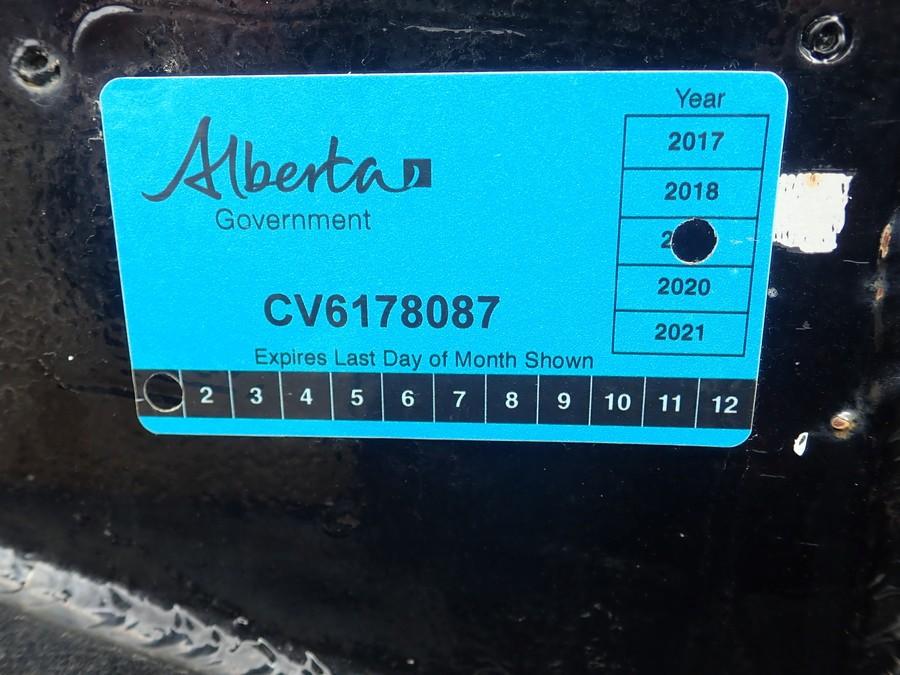 Alberta
Government
Year
2017
2018
2
2020
2021
CV6178087
Expires Last Day of Month Shown
2 3 4 5 6 7 8 9 10 11 12